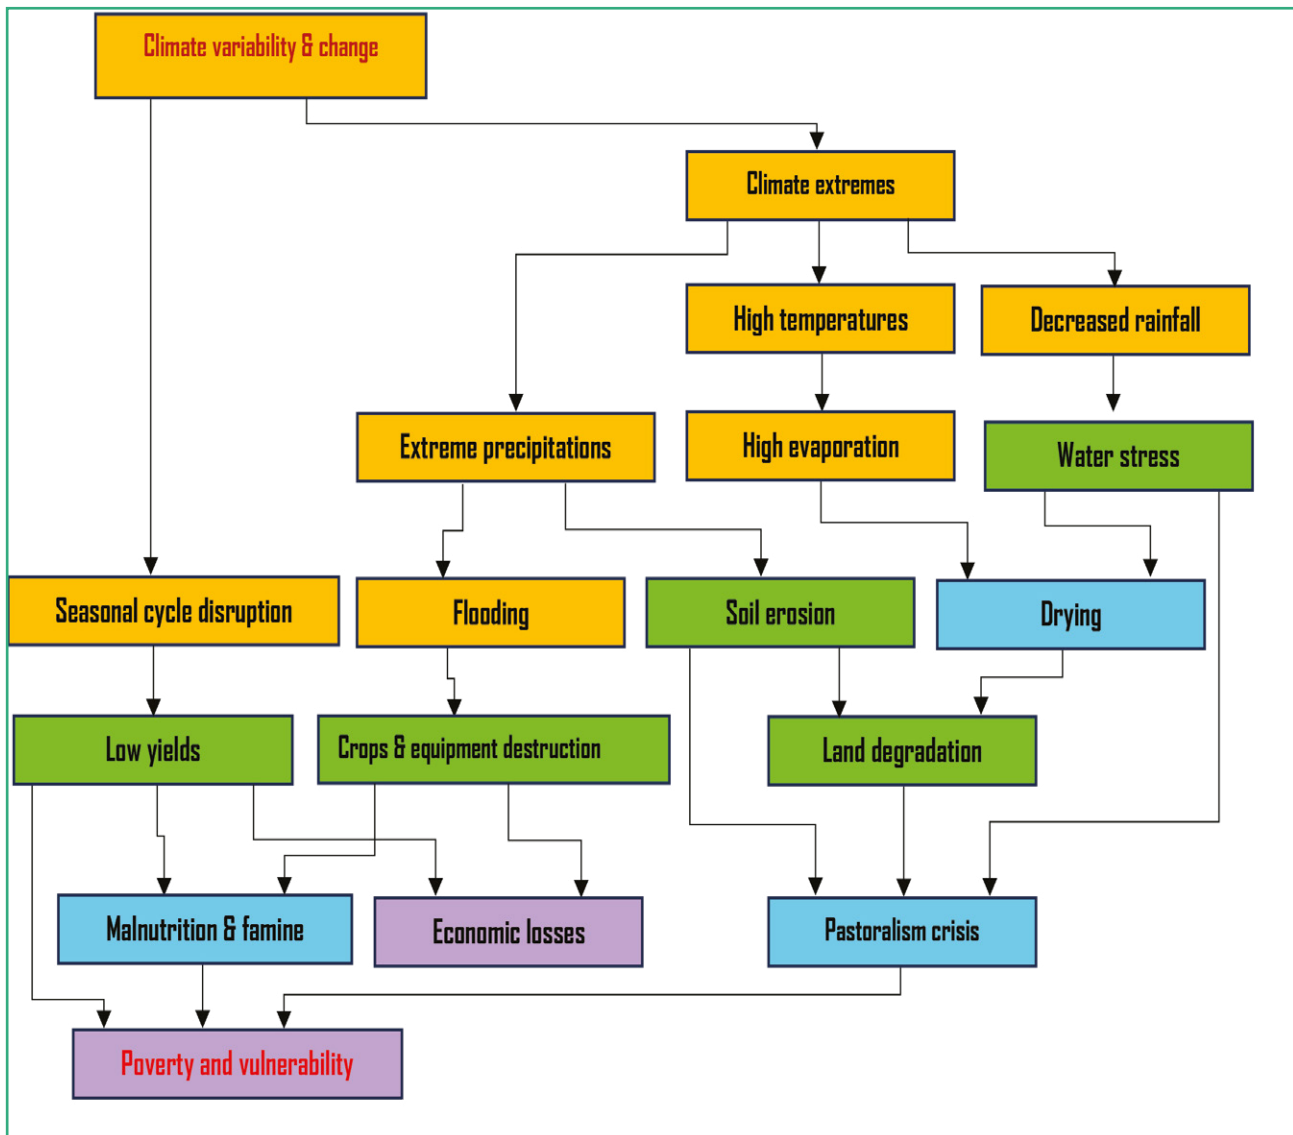 Climate variability & change
Climate extremes
High temperatures
Decreased rainfall
Extreme precipitations
High evaporation
Water stress
Seasonal cycle disruption
Flooding
Soil erosion
Drying
Low yields
Crops & equipment destruction
Land degradation
Malnutrition & famine
Economic losses
Pastoralism crisis
Poverty and vulnerability